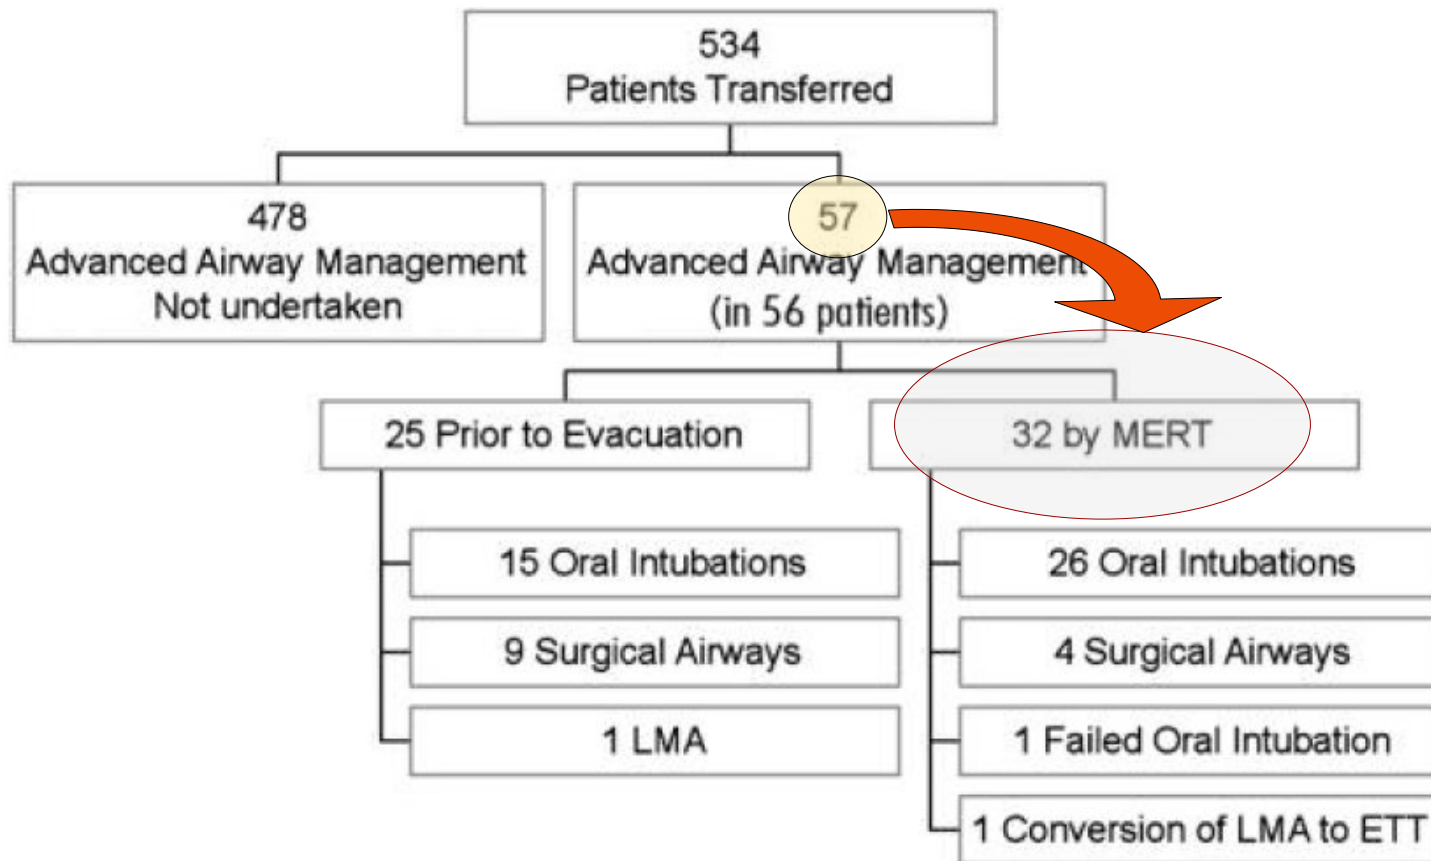 534
Patients Transferred
478
Advanced Airway Management
Not undertaken
57
Advanced Airway Management
(in 56 patients)
25 Prior to Evacuation
15 Oral Intubations
9 Surgical Airways
1 LMA
32 by MERT
26 Oral Intubations
4 Surgical Airways
1 Failed Oral Intubation
1 Conversion of LMA to ETT